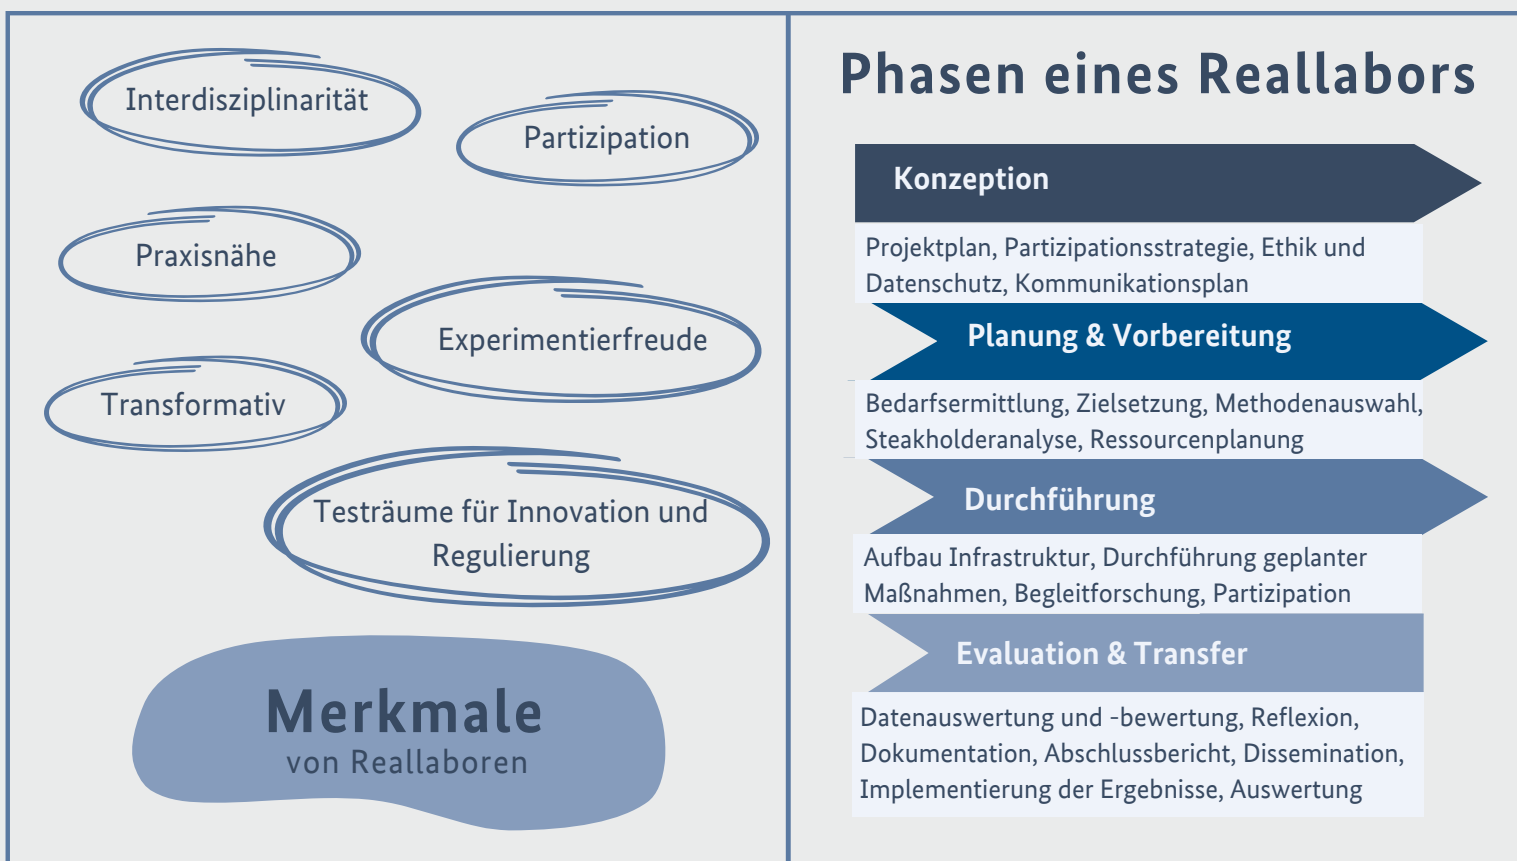 Interdisziplinarität
Partizipation
Praxisnähe
Experimentierfreude
Transformativ
Testräume für Innovation und
Regulierung
Merkmale
von Reallaboren
Phasen eines Reallabors
Konzeption
Projektplan, Partizipationsstrategie, Ethik und
Datenschutz, Kommunikationsplan
Planung & Vorbereitung
Bedarfsermittlung, Zielsetzung, Methodenauswahl,
Steakholderanalyse, Ressourcenplanung
Durchführung
Aufbau Infrastruktur, Durchführung geplanter
Maßnahmen, Begleitforschung, Partizipation
Evaluation & Transfer
Datenauswertung und -bewertung, Reflexion,
Dokumentation, Abschlussbericht, Dissemination,
Implementierung der Ergebnisse, Auswertung